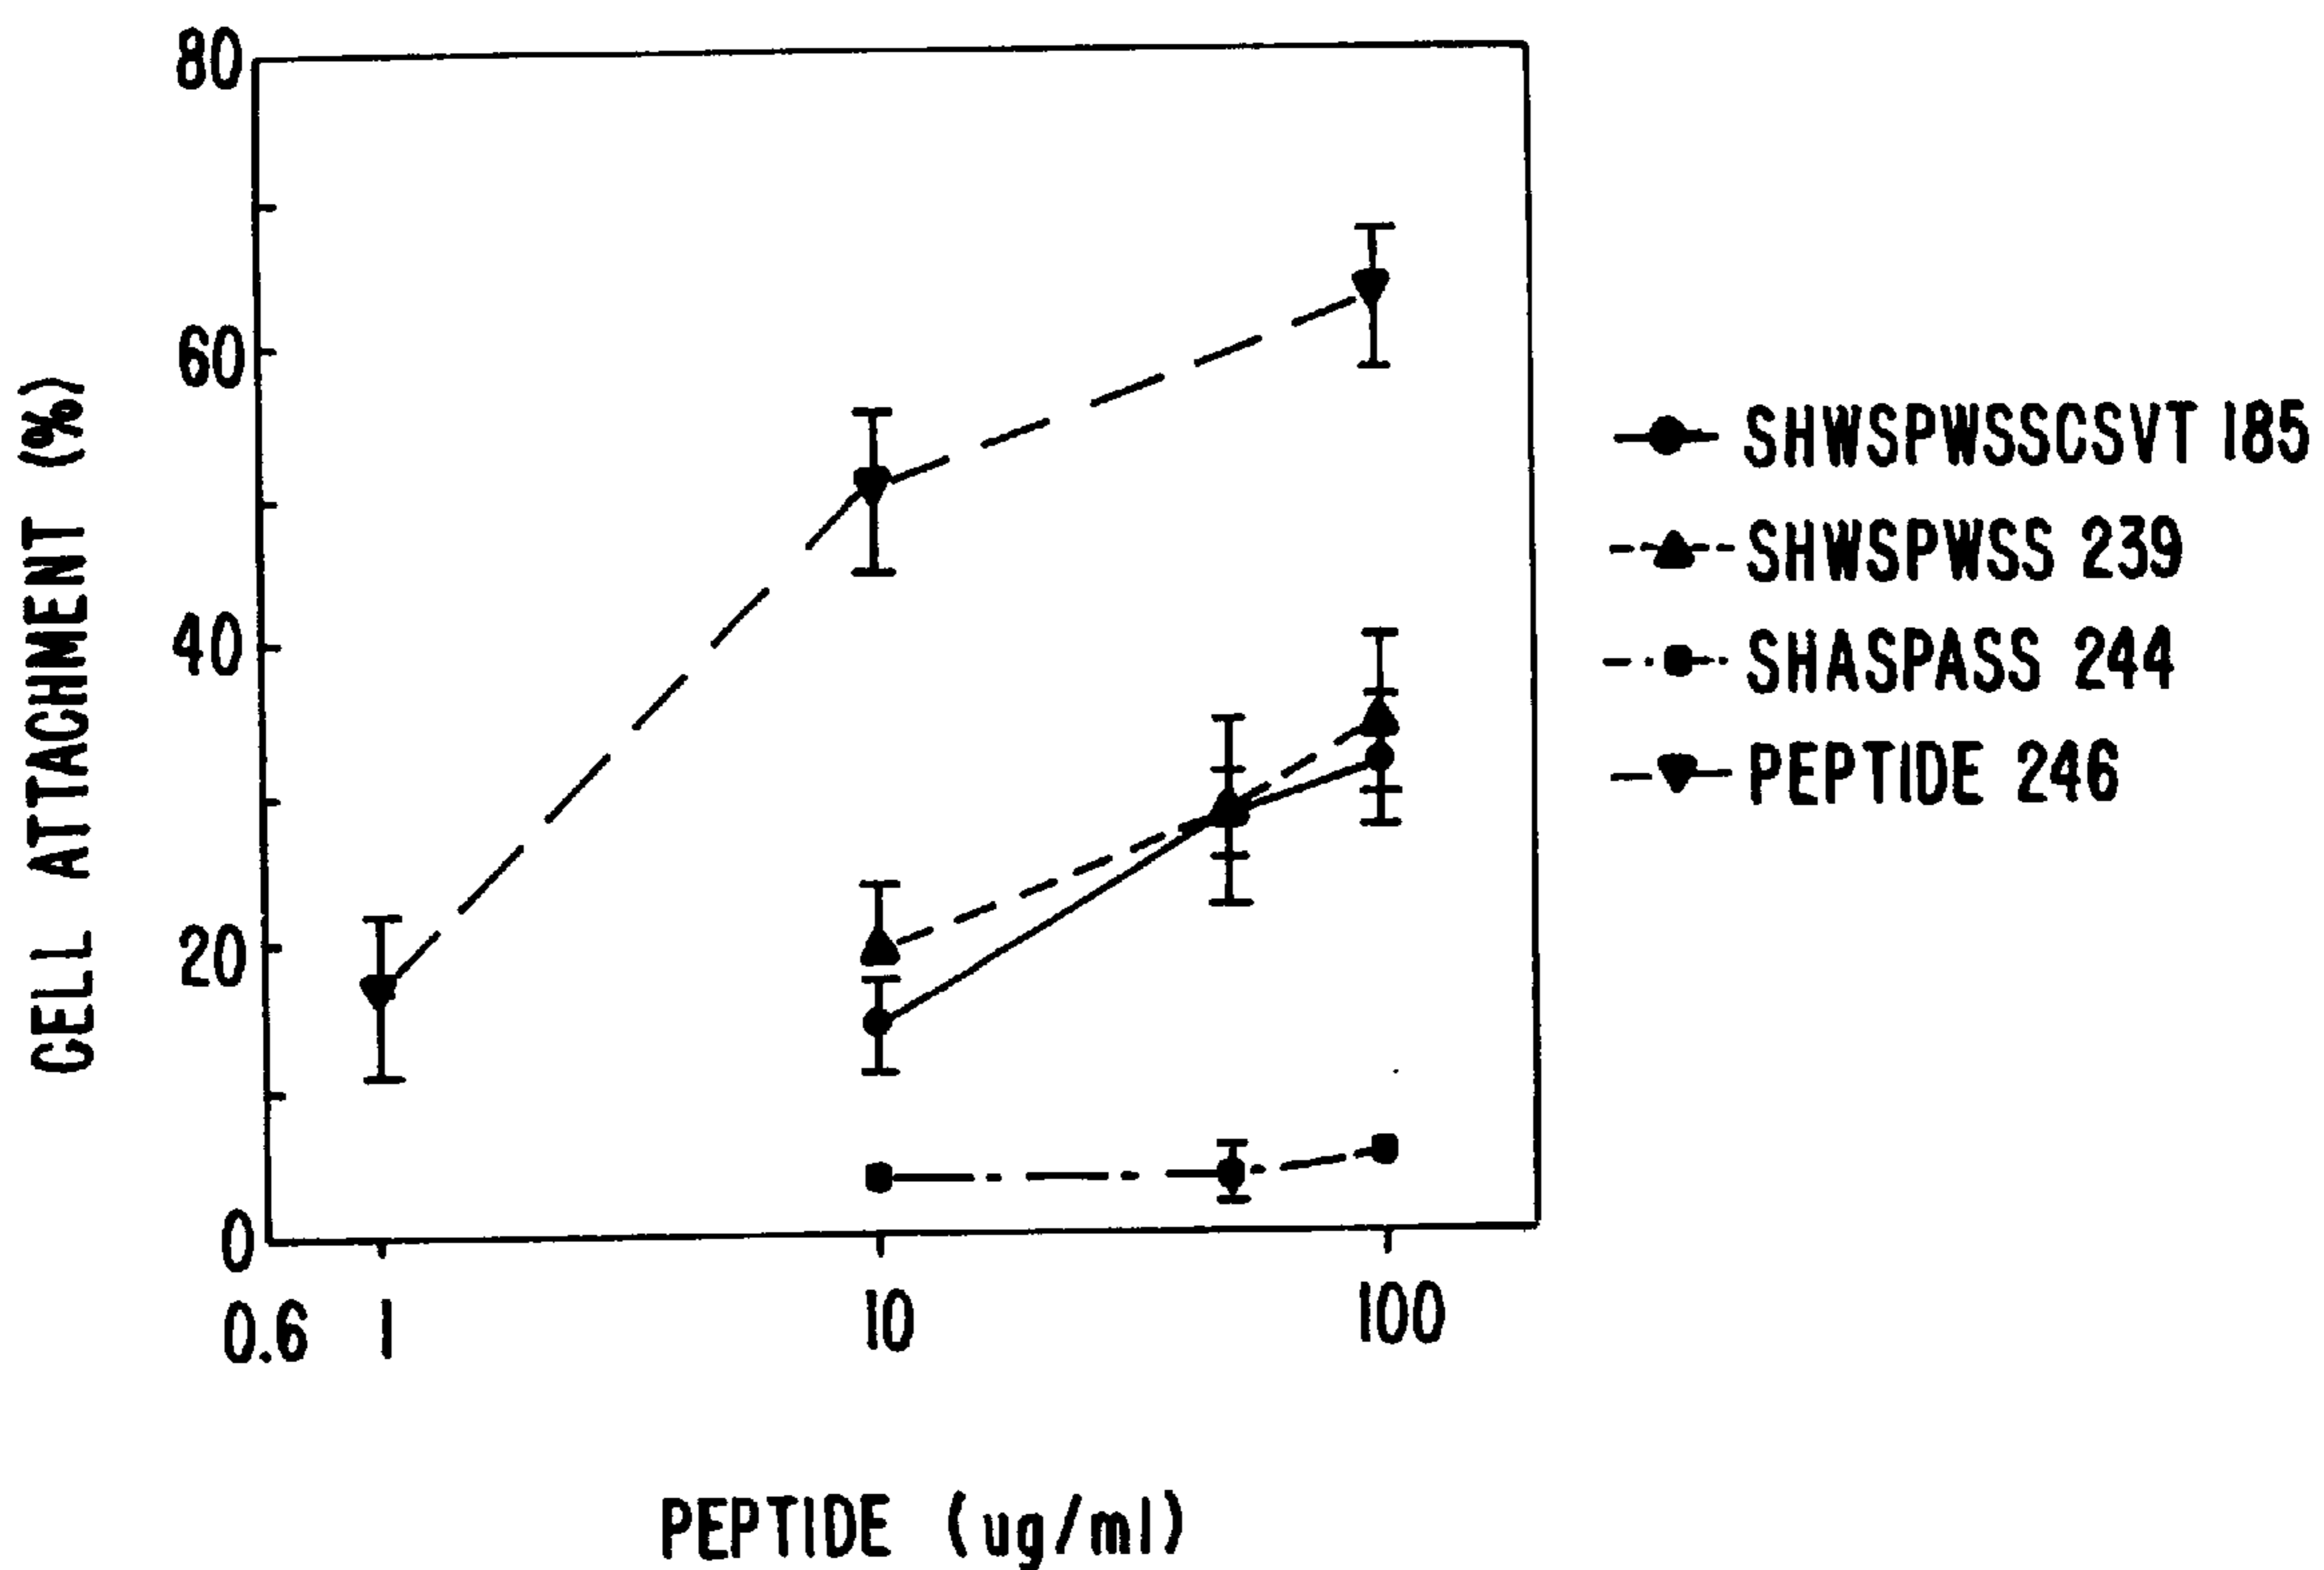 80
60
40
20
0
0.6 1 10 100
CELL ATTACHMENT (%)
PEPTIDE (ug/ml)
SHWSPWSSCSVT 185
SHWSPWSS 239
SHASPASS 244
PEPTIDE 246